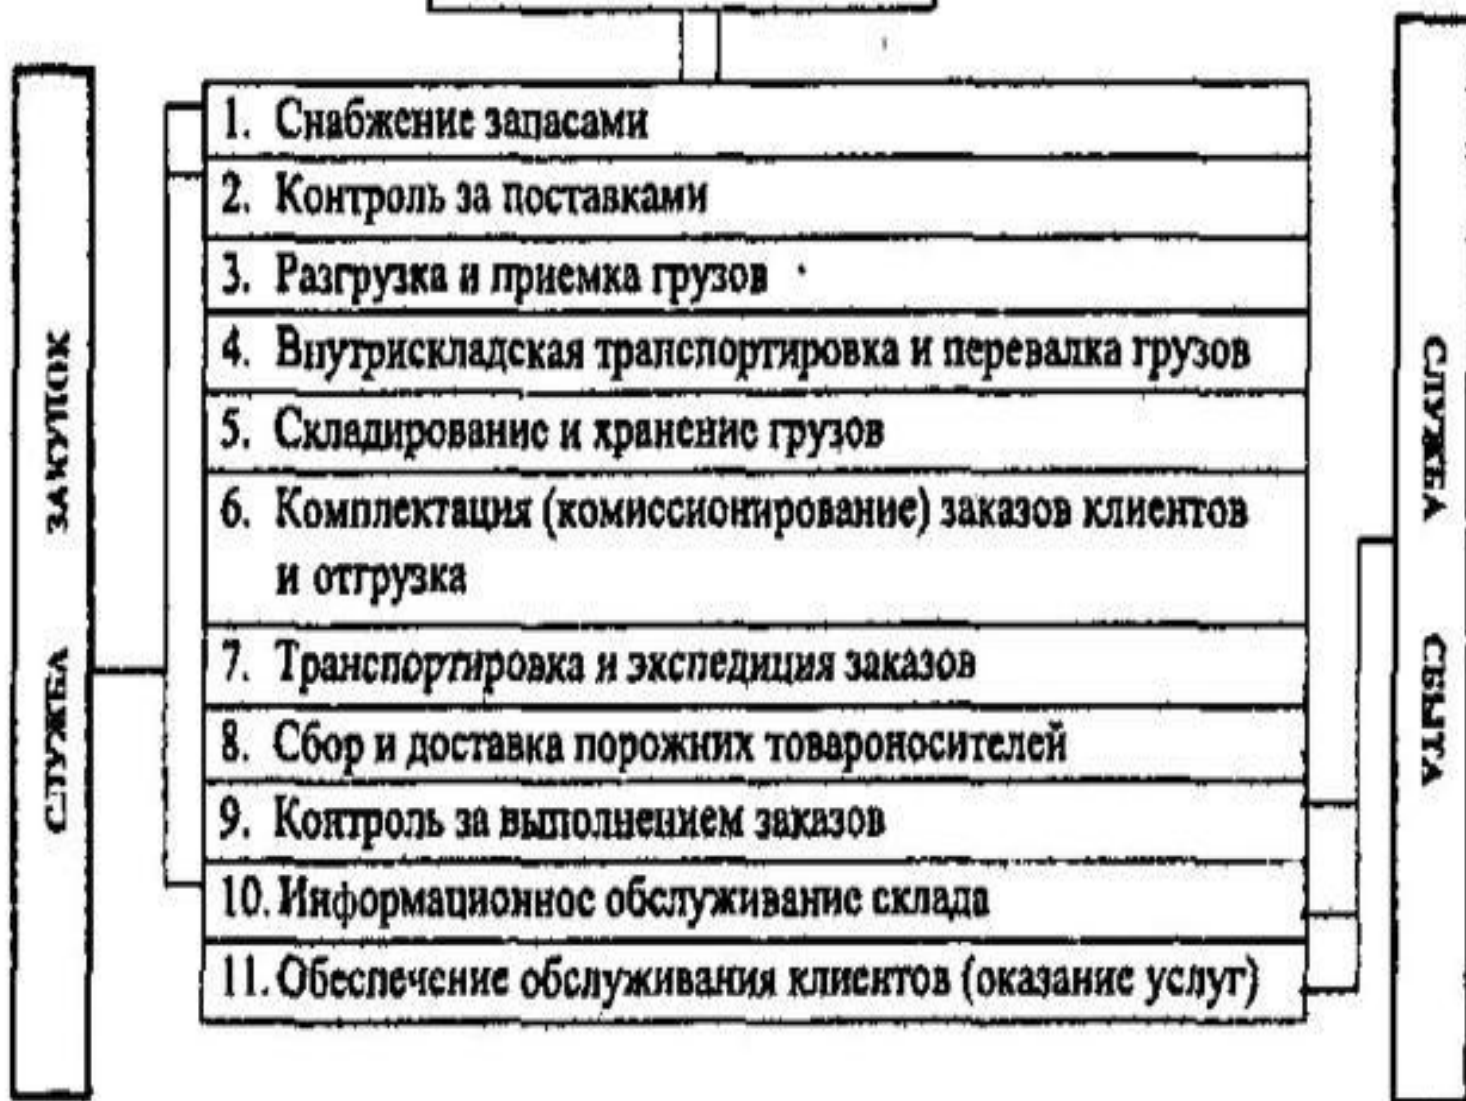 СЛУЖБА ЗАКУПОК
1. Снабжение запасами
2. Контроль за поставками
3. Разгрузка и приемка грузов
4. Внутрискладская транспортировка и перевалка грузов
5. Складирование и хранение грузов
6. Комплектация (комиссионирование) заказов клиентов
и отгрузка
7. Транспортировка и экспедиция заказов
8. Сбор и доставка порожних товароносителей
9. Контроль за выполнением заказов
10. Информационное обслуживание склада
11. Обеспечение обслуживания клиентов (оказание услуг)
СЛУЖБА СБЫТА